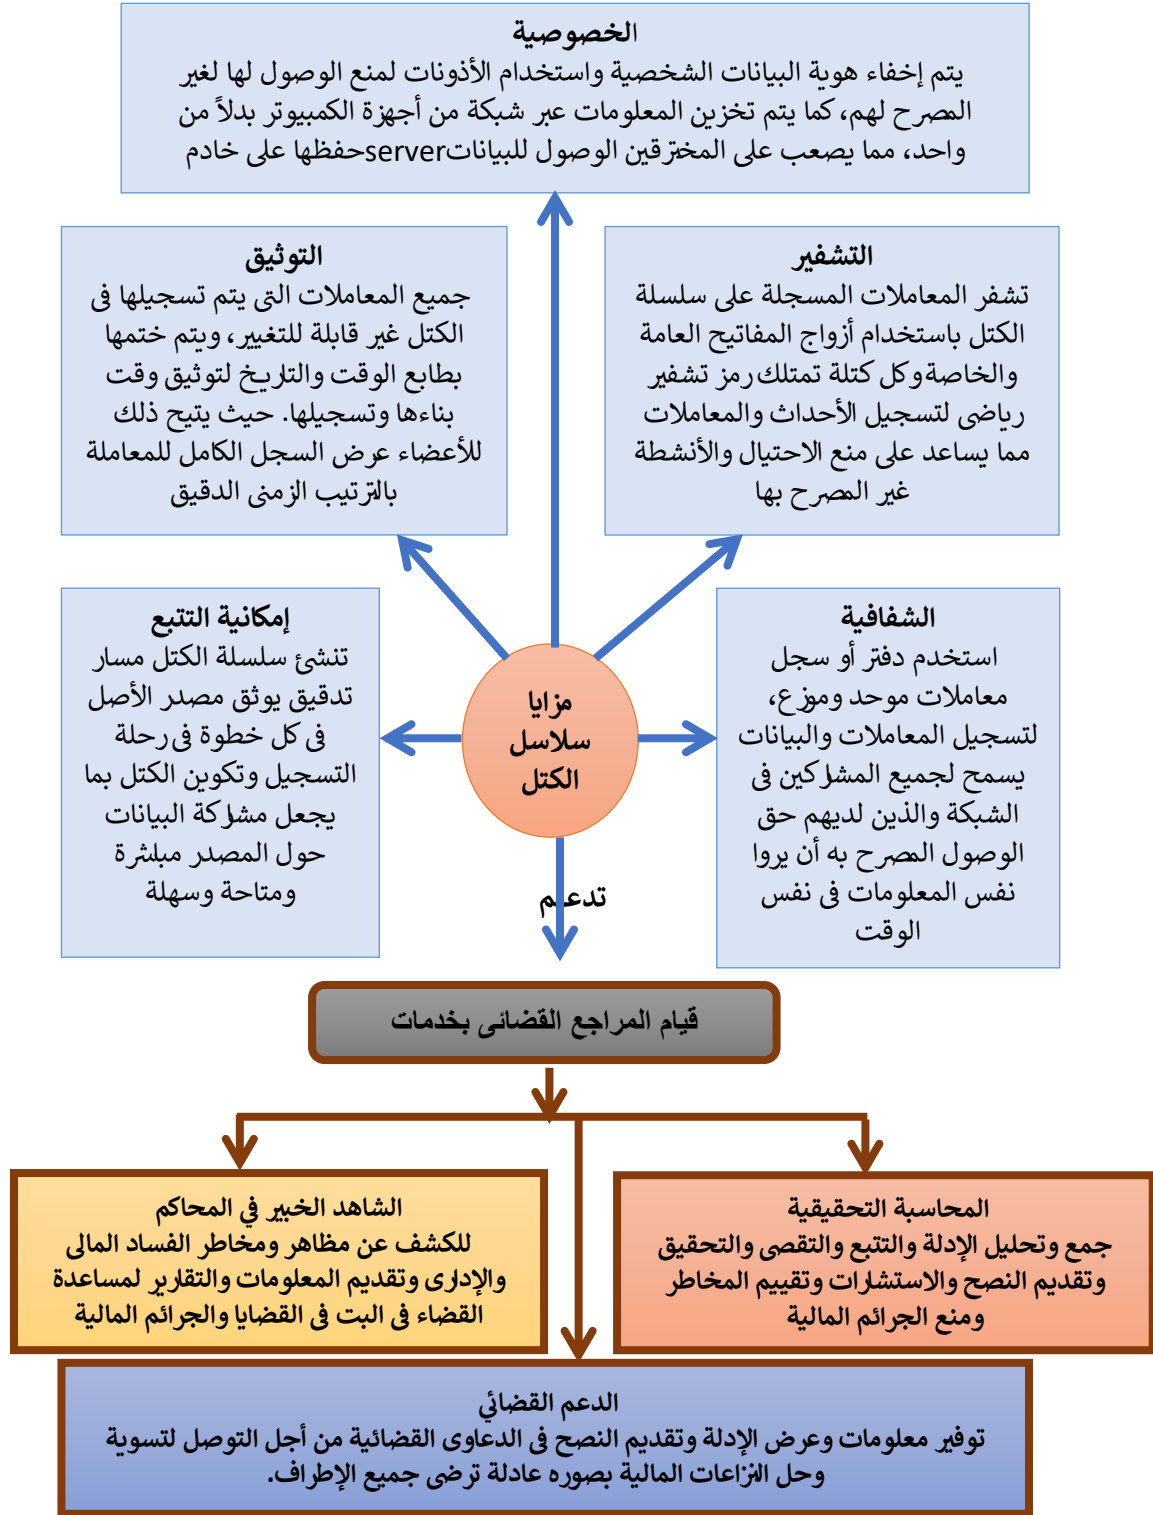 الخصوصية
يتم إخفاء هوية البيانات الشخصية واستخدام الأذونات لمنع الوصول لها لغير
المصرح لهم، كما يتم تخزين المعلومات عبر شبكة من أجهزة الكمبيوتر بدلاً من
واحد، مما يصعب على المخترقين الوصول للبياناتserverحفظها على خادم
التشفير
تشفر المعاملات المسجلة على سلسلة
الكتل باستخدام أزواج المفاتيح العامة
والخاصة وكل كتلة تمتلك رمز تشفير
رياضى لتسجيل الأحداث والمعاملات
مما يساعد على منع الاحتيال والأنشطة
غير المصرح بها
التوثيق
جميع المعاملات التى يتم تسجيلها فى
الكتل غير قابلة للتغيير، ويتم ختمها
بطابع الوقت والتاريخ لتوثيق وقت
بناءها وتسجيلها. حيث يتيح ذلك
للأعضاء عرض السجل الكامل للمعاملة
بالترتيب الزمنى الدقيق
الشفافية
استخدم دفتر أو سجل
معاملات موحد وموزع،
لتسجيل المعاملات والبيانات
يسمح لجميع المشاركين فى
الشبكة والذين لديهم حق
الوصول المصرح به أن يروا
نفس المعلومات فى نفس
الوقت
مزايا
سلاسل
الكتل
إمكانية التتبع
تنشئ سلسلة الكتل مسار
تدقيق يوثق مصدر الأصل
فى كل خطوة فى رحلة
التسجيل وتكوين الكتل بما
يجعل مشاركة البيانات
حول المصدر مباشرة
ومتاحة وسهلة
تدعم
قيام المراجع القضائى بخدمات
المحاسبة التحقيقية
جمع وتحليل الإدلة والتتبع والتقصى والتحقيق
وتقديم النصح والاستشارات وتقييم المخاطر
ومنع الجرائم المالية
الشاهد الخبير في المحاكم
للكشف عن مظاهر ومخاطر الفساد المالى
والإدارى وتقديم المعلومات والتقارير لمساعدة
القضاء فى البت فى القضايا والجرائم المالية
الدعم القضائي
توفير معلومات وعرض الإدلة وتقديم النصح فى الدعاوى القضائية من أجل التوصل لتسوية
وحل النزاعات المالية بصوره عادلة ترضى جميع الإطراف.